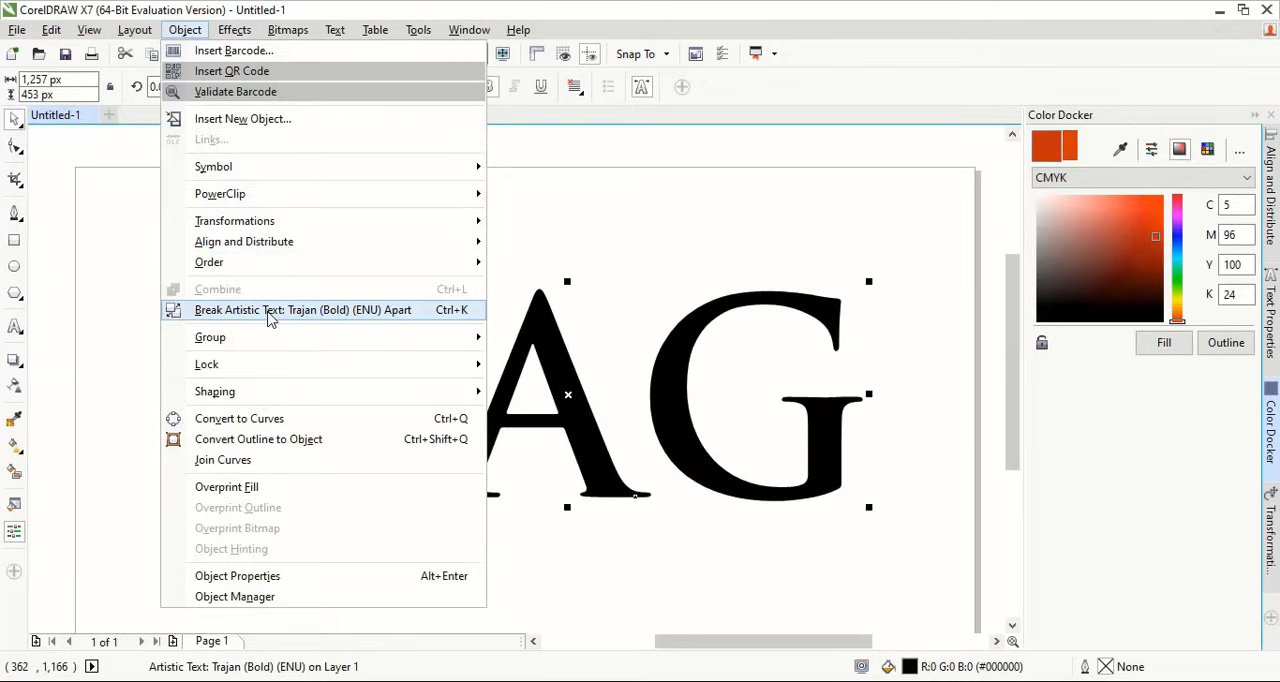 CorelDRAW X7 (64-Bit Evaluation Version) - Untitled-1
File Edit View Layout Object Effects Bitmaps Text Table Tools Window Help
Snap To
1,257 px
453 px
0.0
Untitled-1
Insert Barcode...
Insert QR Code
Validate Barcode
Insert New Object...
Links...
Symbol
PowerClip
Transformations
Align and Distribute
Order
Combine Ctrl+L
Break Artistic Text: Trajan (Bold) (ENU) Apart Ctrl+K
Group
Lock
Shaping
Convert to Curves Ctrl+Q
Convert Outline to Object Ctrl+Shift+Q
Join Curves
Overprint Fill
Overprint Outline
Overprint Bitmap
Object Hinting
Object Properties Alt+Enter
Object Manager
AG
Color Docker
CMYK
C 5
M 96
Y 100
K 24
Fill Outline
Align and Distribute
Text Properties
Color Docker
Transformati...
1 of 1 Page 1
( 362 , 1,166 ) Artistic Text: Trajan (Bold) (ENU) on Layer 1 R:0 G:0 B:0 (#000000) None